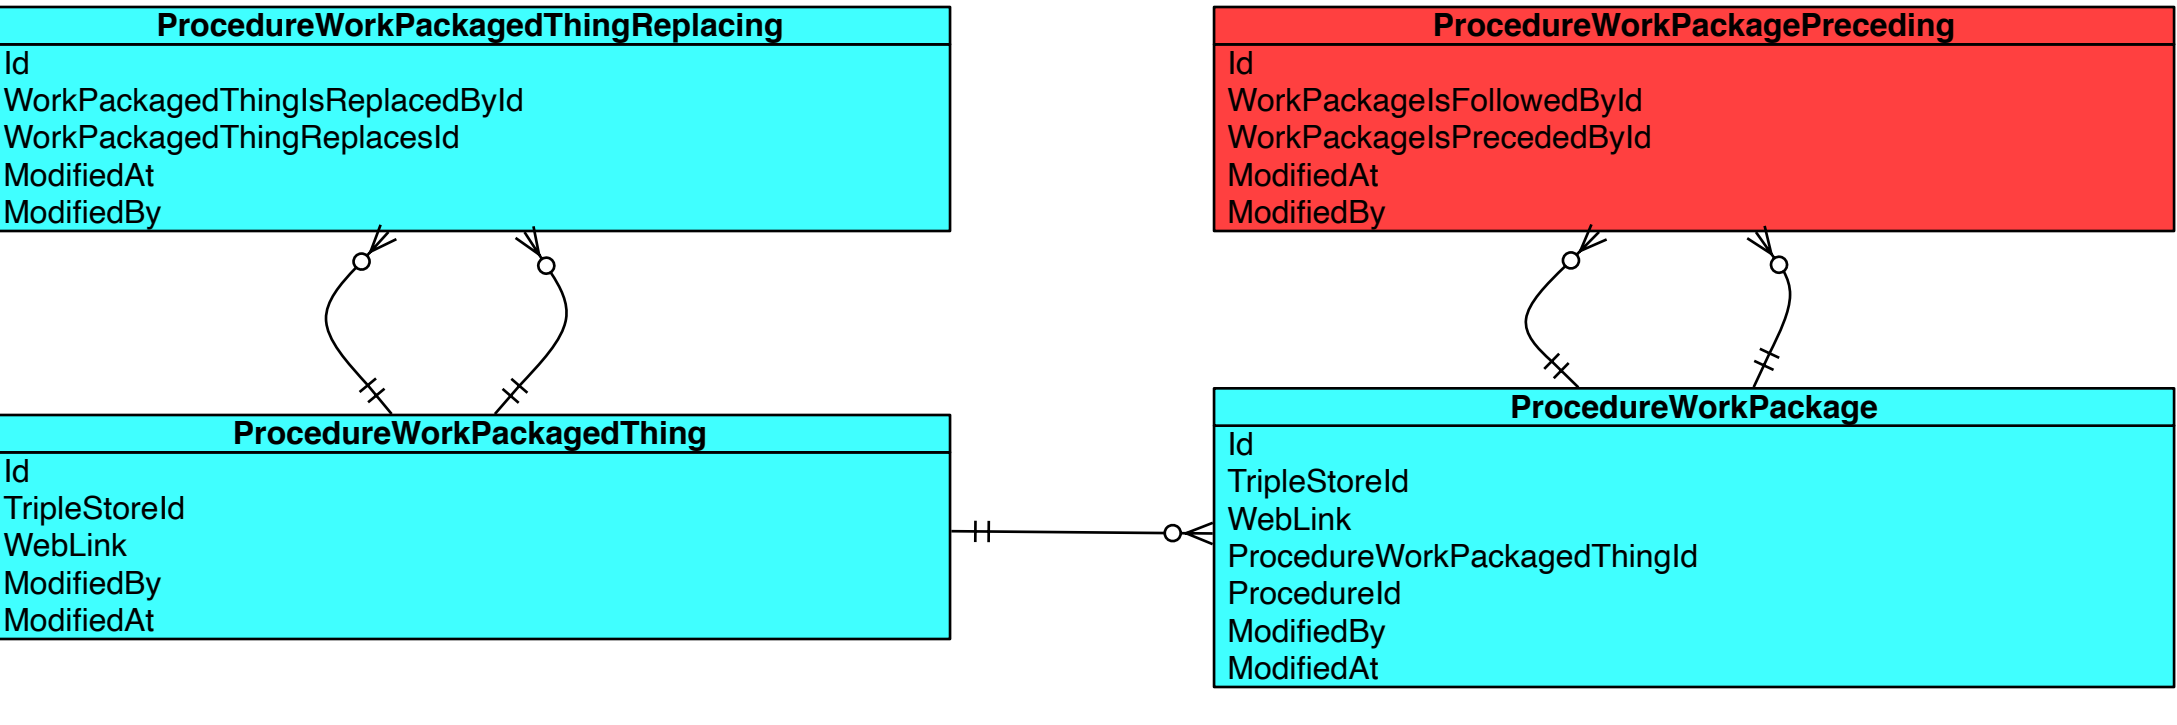 ProcedureWorkPackagedThingReplacing
Id
WorkPackagedThingIsReplacedById
WorkPackagedThingReplacesId
ModifiedAt
ModifiedBy
ProcedureWorkPackagePreceding
Id
WorkPackageIsFollowedById
WorkPackageIsPrecededById
ModifiedAt
ModifiedBy
ProcedureWorkPackagedThing
Id
TripleStoreId
WebLink
ModifiedBy
ModifiedAt
ProcedureWorkPackage
Id
TripleStoreId
WebLink
ProcedureWorkPackagedThingId
ProcedureId
ModifiedBy
ModifiedAt